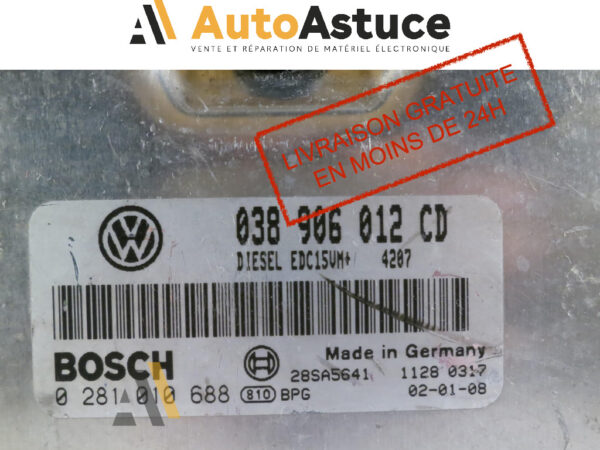 AutoAstuce
VENTE ET RÉPARATION DE MATÉRIEL ÉLECTRONIQUE
LIVRAISON GRATUITE
EN MOINS DE 24H
038 906 012 CD
DIESEL EDC15VM+ 4207
BOSCH
Made in Germany
28SA5641 1128 0317
0 281 010 688 810 BPG 02-01-08